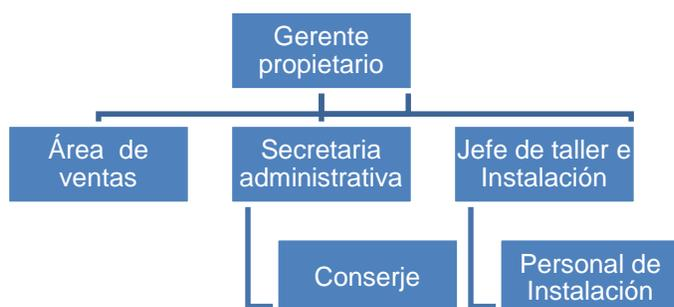 Gerente
propietario
Área de
ventas
Secretaria
administrativa
Jefe de taller e
Instalación
Conserje
Personal de
Instalación